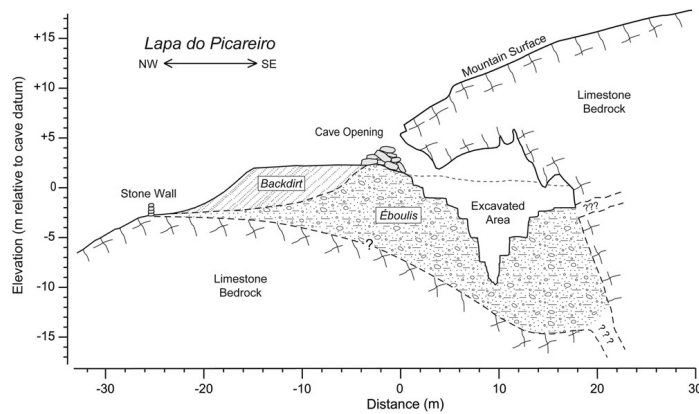 Lapa do Picareiro
NW SE
Mountain Surface
Limestone
Bedrock
Cave Opening
Stone Wall
Backdirt
Éboulis
Excavated
Area
???
?
Limestone
Bedrock
???
Elevation (m relative to cave datum)
+15
+10
+5
0
-5
-10
-15
-30 -20 -10 0 10 20 30
Distance (m)